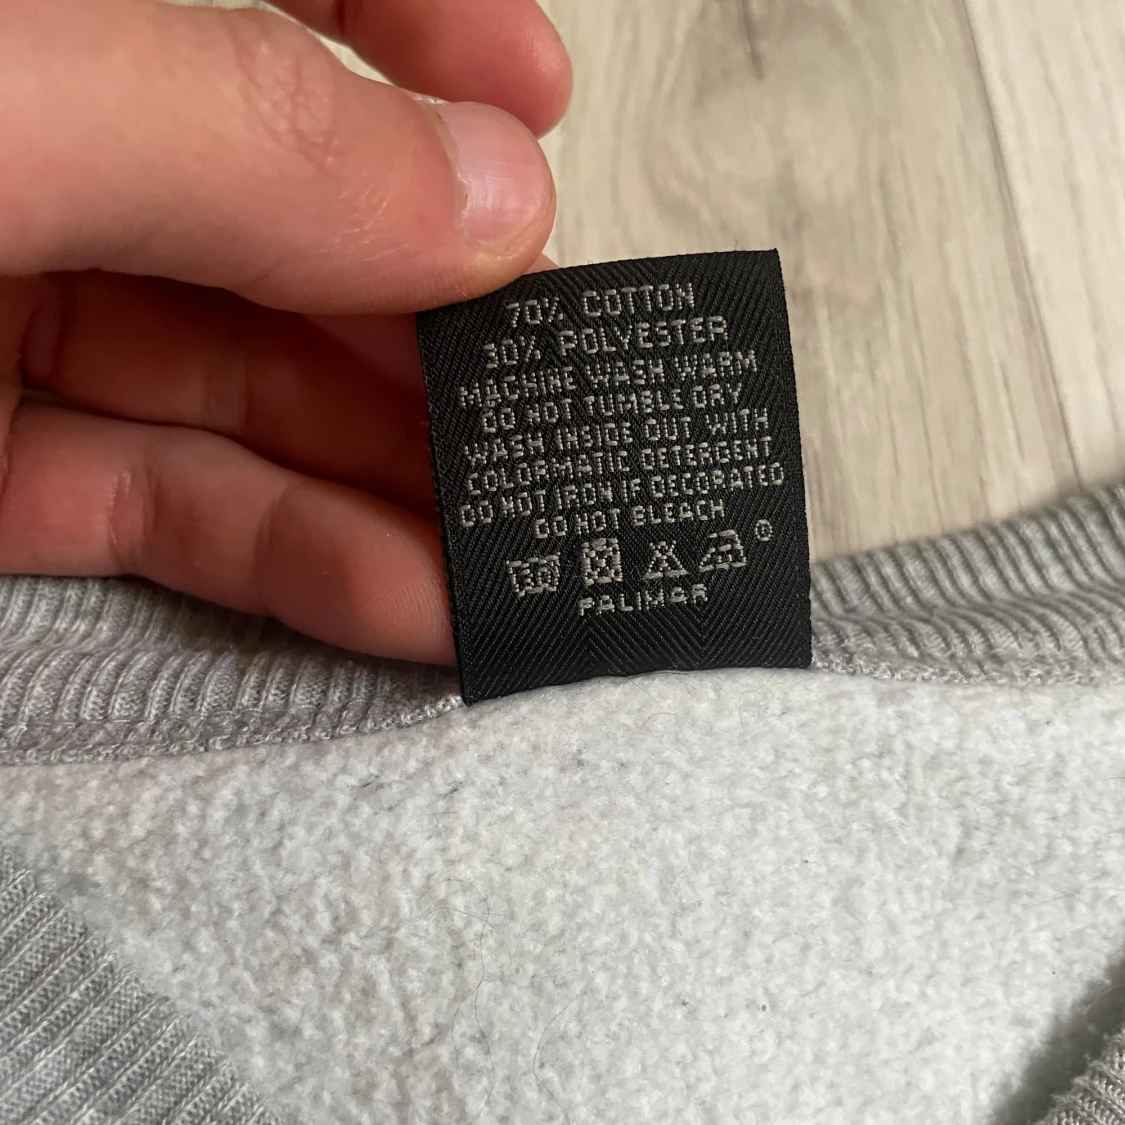 70% COTTON
30% POLYESTER
MACHINE WASH WARM
DO NOT TUMBLE DRY
WASH INSIDE OUT WITH
COLORMATIC DETERGENT
DO NOT IRON IF DECORATED
DO NOT BLEACH
®
PALIMAR